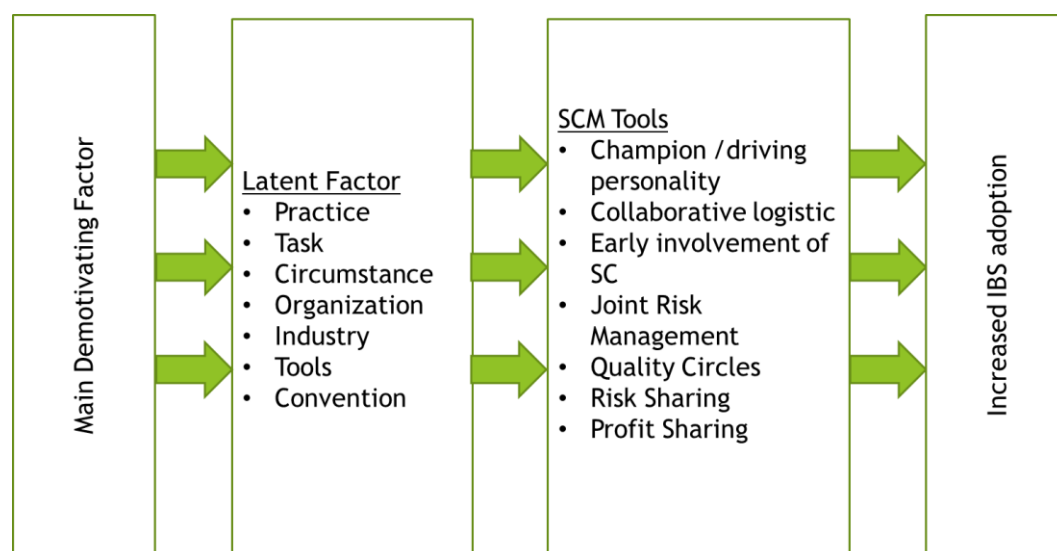 Main Demotivating Factor
Latent Factor
• Practice
• Task
• Circumstance
• Organization
• Industry
• Tools
• Convention
SCM Tools
• Champion /driving
personality
• Collaborative logistic
• Early involvement of
SC
• Joint Risk
Management
• Quality Circles
• Risk Sharing
• Profit Sharing
Increased IBS adoption